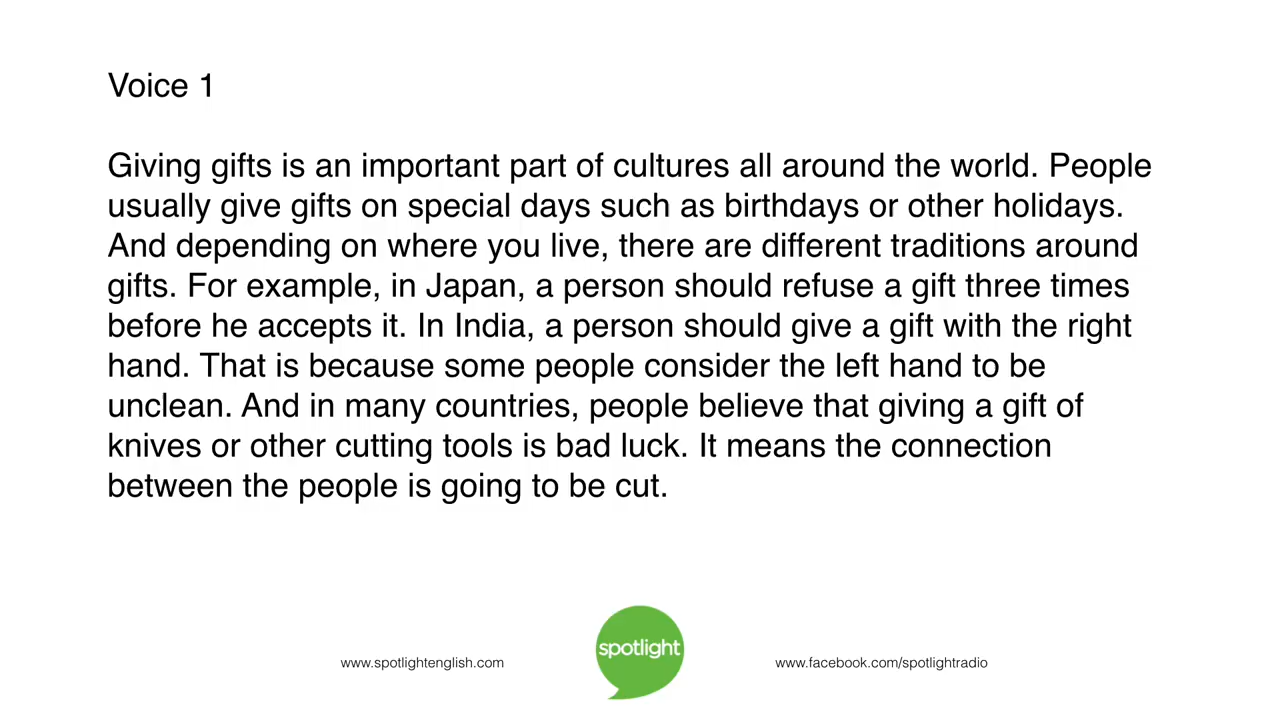 Voice 1
Giving gifts is an important part of cultures all around the world. People
usually give gifts on special days such as birthdays or other holidays.
And depending on where you live, there are different traditions around
gifts. For example, in Japan, a person should refuse a gift three times
before he accepts it. In India, a person should give a gift with the right
hand. That is because some people consider the left hand to be
unclean. And in many countries, people believe that giving a gift of
knives or other cutting tools is bad luck. It means the connection
between the people is going to be cut.
www.spotlightenglish.com
spotlight
www.facebook.com/spotlightradio